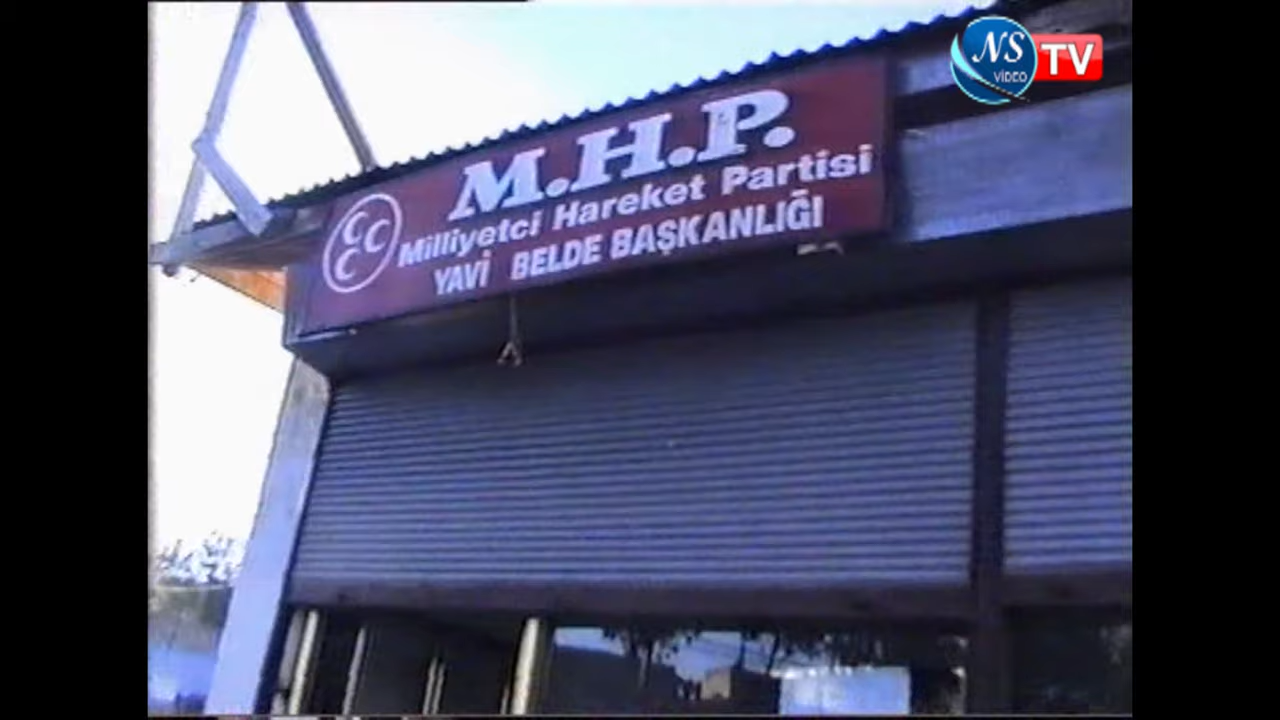 NS
VİDEO
TV
M.H.P.
Milliyetci Hareket Partisi
YAVİ BELDE BAŞKANLIĞI